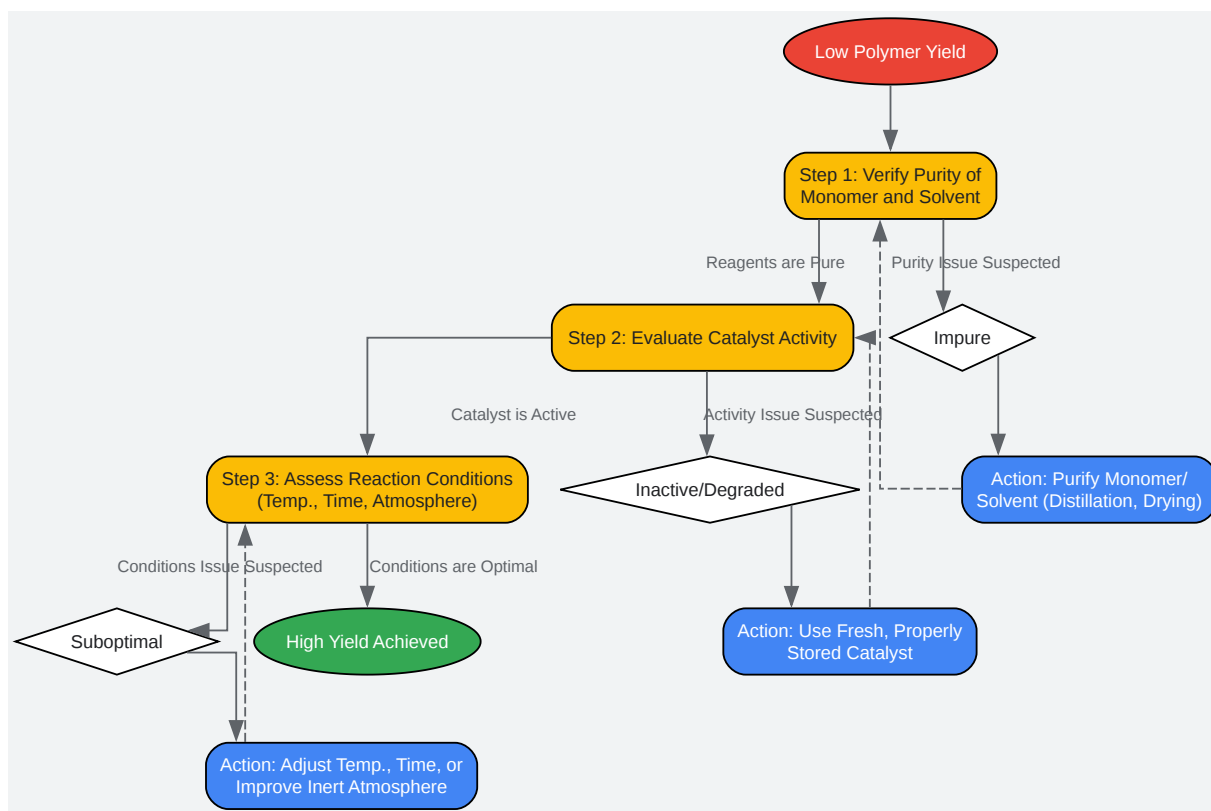 Low Polymer Yield
Step 1: Verify Purity of
Monomer and Solvent
Reagents are Pure
Purity Issue Suspected
Step 2: Evaluate Catalyst Activity
Impure
Catalyst is Active
Activity Issue Suspected
Step 3: Assess Reaction Conditions
(Temp., Time, Atmosphere)
Inactive/Degraded
Action: Purify Monomer/
Solvent (Distillation, Drying)
Conditions Issue Suspected
Conditions are Optimal
Suboptimal
High Yield Achieved
Action: Use Fresh, Properly
Stored Catalyst
Action: Adjust Temp., Time, or
Improve Inert Atmosphere